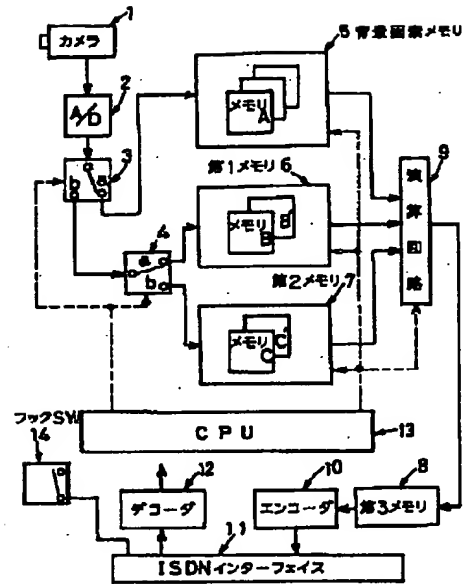 1
カメラ
2
A/D
3
a
b
4
a
b
5 背景画素メモリ
メモリ
A
第1メモリ 6
メモリ
B
B'
第2メモリ 7
メモリ
C
C'
9
演算回路
CPU
13
フックSW
14
12
デコーダ
10
エンコーダ
8
第3メモリ
11
ISDNインターフェイス